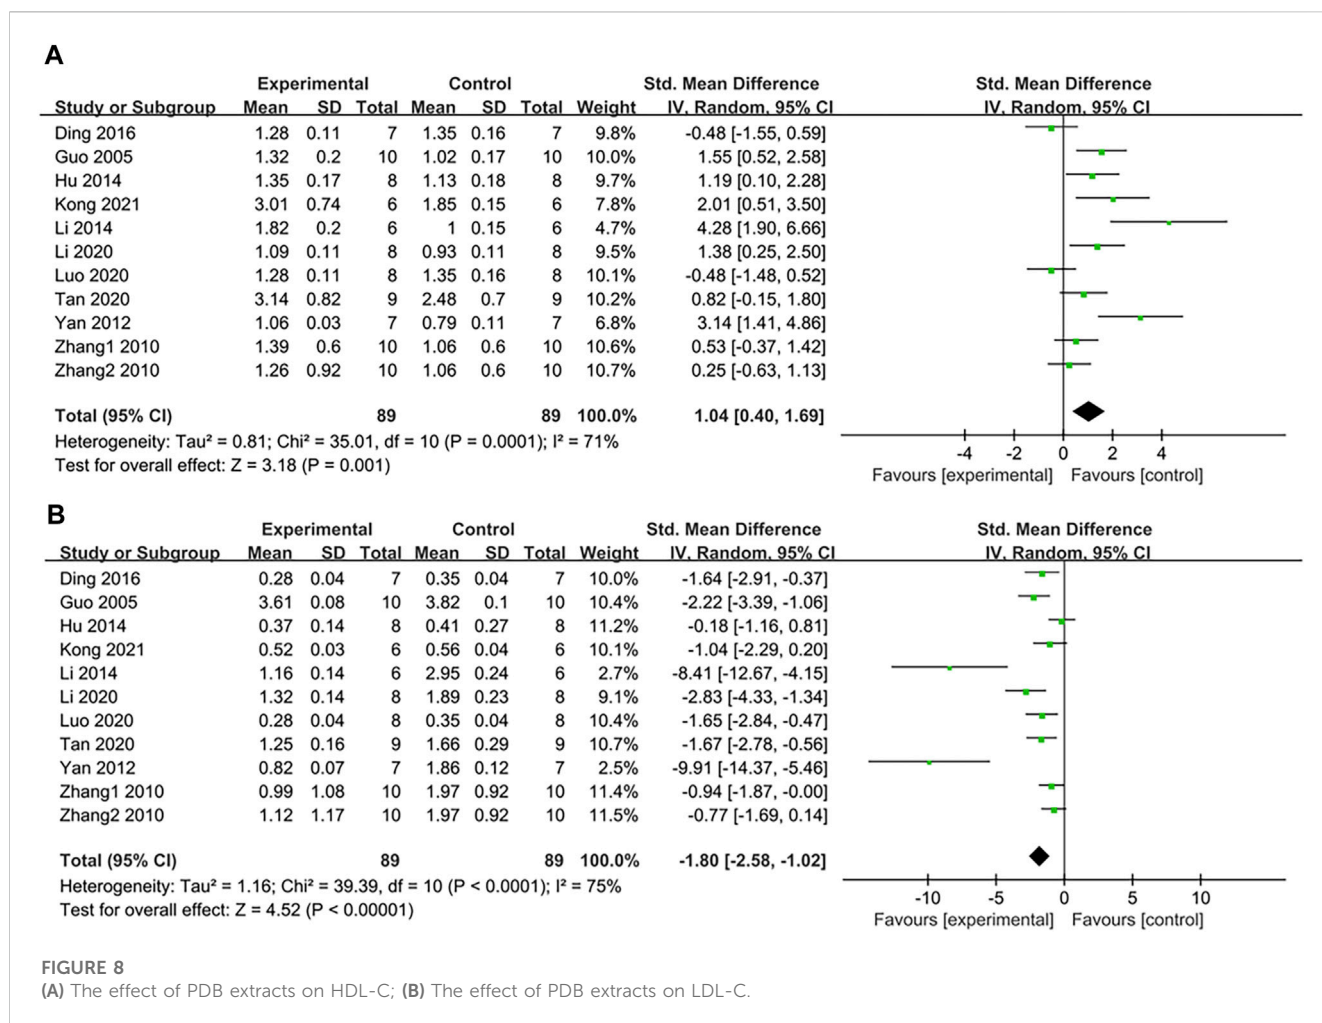 A
Experimental Control Std. Mean Difference Std. Mean Difference
Study or Subgroup Mean SD Total Mean SD Total Weight IV, Random, 95% CI IV, Random, 95% CI
Ding 2016 1.28 0.11 7 1.35 0.16 7 9.8% -0.48 [-1.55, 0.59]
Guo 2005 1.32 0.2 10 1.02 0.17 10 10.0% 1.55 [0.52, 2.58]
Hu 2014 1.35 0.17 8 1.13 0.18 8 9.7% 1.19 [0.10, 2.28]
Kong 2021 3.01 0.74 6 1.85 0.15 6 7.8% 2.01 [0.51, 3.50]
Li 2014 1.82 0.2 6 1 0.15 6 4.7% 4.28 [1.90, 6.66]
Li 2020 1.09 0.11 8 0.93 0.11 8 9.5% 1.38 [0.25, 2.50]
Luo 2020 1.28 0.11 8 1.35 0.16 8 10.1% -0.48 [-1.48, 0.52]
Tan 2020 3.14 0.82 9 2.48 0.7 9 10.2% 0.82 [-0.15, 1.80]
Yan 2012 1.06 0.03 7 0.79 0.11 7 6.8% 3.14 [1.41, 4.86]
Zhang1 2010 1.39 0.6 10 1.06 0.6 10 10.6% 0.53 [-0.37, 1.42]
Zhang2 2010 1.26 0.92 10 1.06 0.6 10 10.7% 0.25 [-0.63, 1.13]
Total (95% CI) 89 89 100.0% 1.04 [0.40, 1.69]
Heterogeneity: Tau² = 0.81; Chi² = 35.01, df = 10 (P = 0.0001); I² = 71%
Test for overall effect: Z = 3.18 (P = 0.001)
-4 -2 0 2 4
Favours [experimental] Favours [control]
B
Experimental Control Std. Mean Difference Std. Mean Difference
Study or Subgroup Mean SD Total Mean SD Total Weight IV, Random, 95% CI IV, Random, 95% CI
Ding 2016 0.28 0.04 7 0.35 0.04 7 10.0% -1.64 [-2.91, -0.37]
Guo 2005 3.61 0.08 10 3.82 0.1 10 10.4% -2.22 [-3.39, -1.06]
Hu 2014 0.37 0.14 8 0.41 0.27 8 11.2% -0.18 [-1.16, 0.81]
Kong 2021 0.52 0.03 6 0.56 0.04 6 10.1% -1.04 [-2.29, 0.20]
Li 2014 1.16 0.14 6 2.95 0.24 6 2.7% -8.41 [-12.67, -4.15]
Li 2020 1.32 0.14 8 1.89 0.23 8 9.1% -2.83 [-4.33, -1.34]
Luo 2020 0.28 0.04 8 0.35 0.04 8 10.4% -1.65 [-2.84, -0.47]
Tan 2020 1.25 0.16 9 1.66 0.29 9 10.7% -1.67 [-2.78, -0.56]
Yan 2012 0.82 0.07 7 1.86 0.12 7 2.5% -9.91 [-14.37, -5.46]
Zhang1 2010 0.99 1.08 10 1.97 0.92 10 11.4% -0.94 [-1.87, -0.00]
Zhang2 2010 1.12 1.17 10 1.97 0.92 10 11.5% -0.77 [-1.69, 0.14]
Total (95% CI) 89 89 100.0% -1.80 [-2.58, -1.02]
Heterogeneity: Tau² = 1.16; Chi² = 39.39, df = 10 (P < 0.0001); I² = 75%
Test for overall effect: Z = 4.52 (P < 0.00001)
-10 -5 0 5 10
Favours [experimental] Favours [control]
FIGURE 8
(A) The effect of PDB extracts on HDL-C; (B) The effect of PDB extracts on LDL-C.